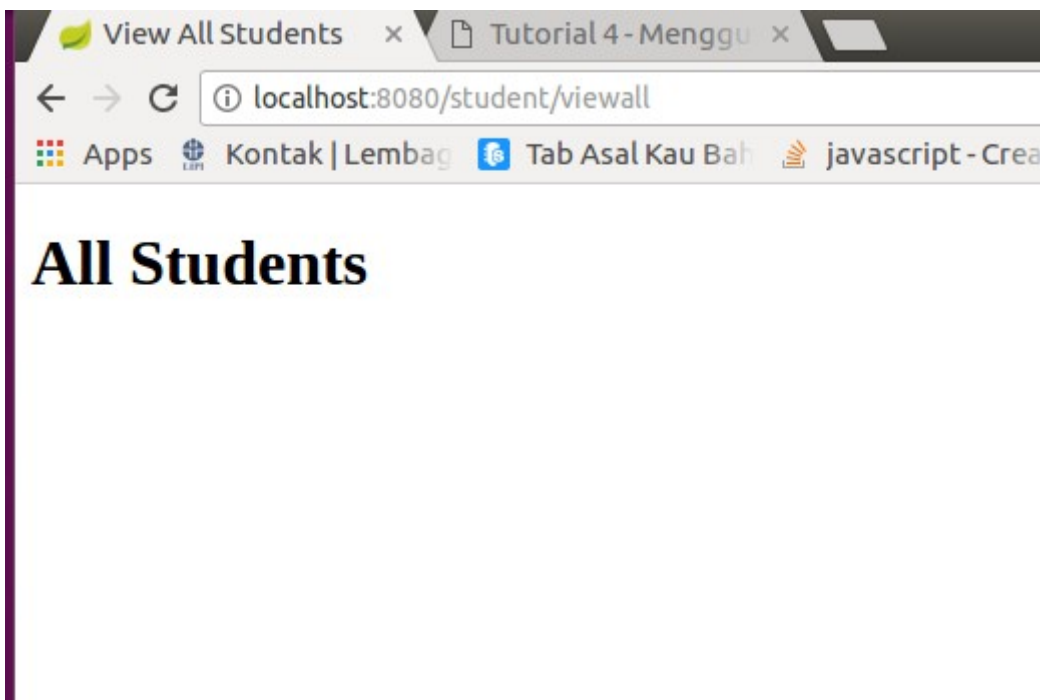 View All Students
Tutorial 4 - Menggu
localhost:8080/student/viewall
Apps Kontak | Lembag Tab Asal Kau Bah javascript - Crea
All Students